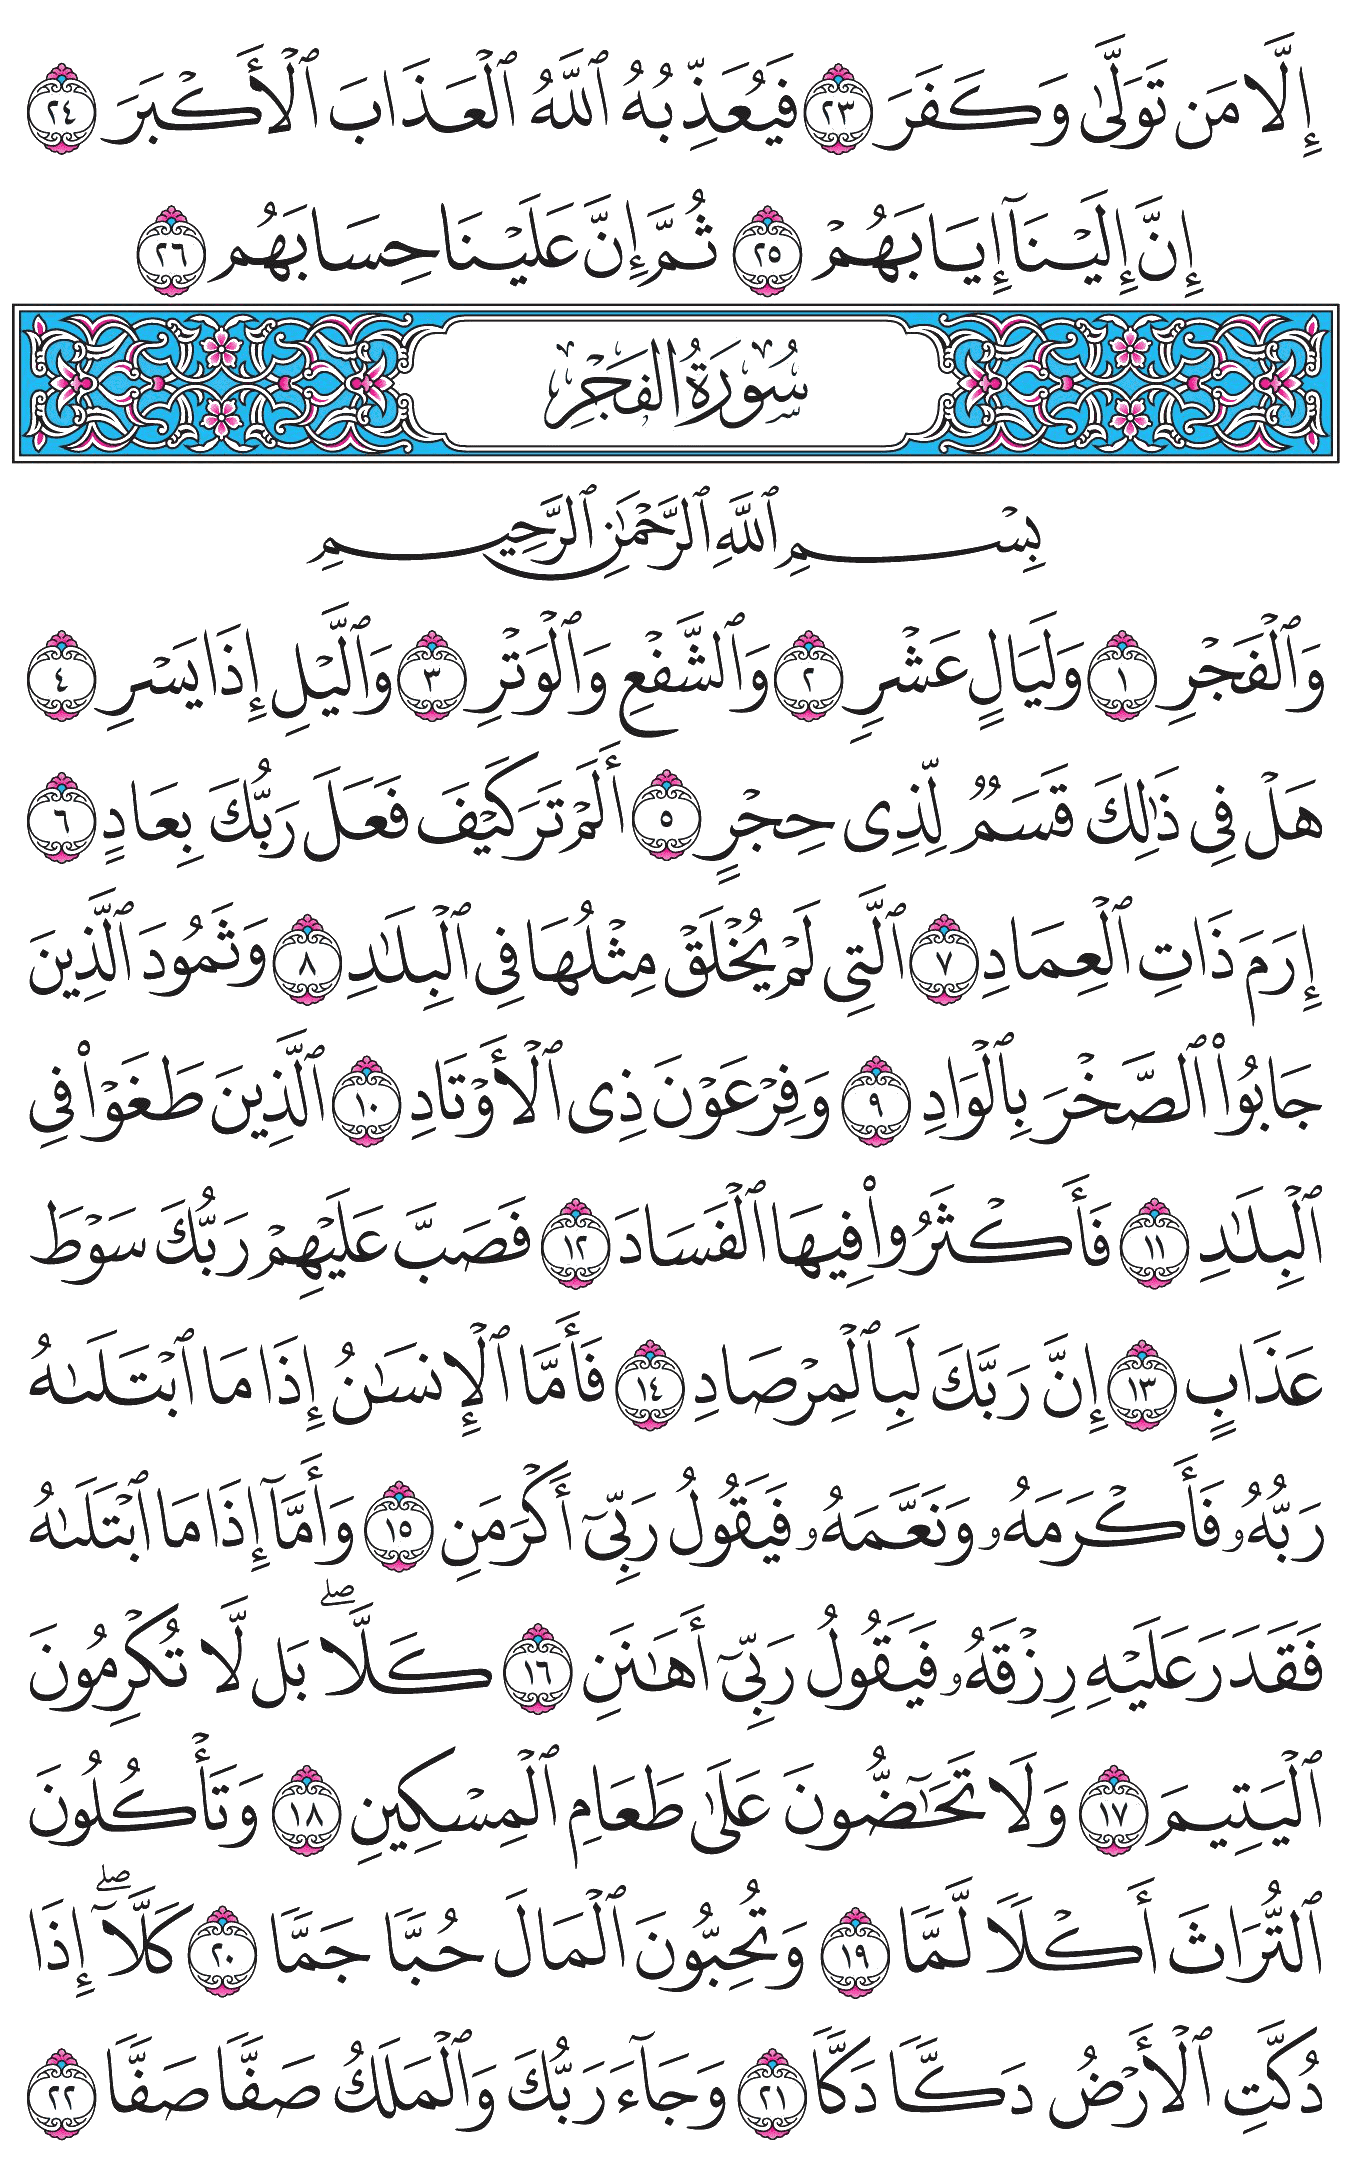 إِلَّا مَن تَوَلَّىٰ وَكَفَرَ ٢٣ فَيُعَذِّبُهُ ٱللَّهُ ٱلْعَذَابَ ٱلْأَكْبَرَ ٢٤
إِنَّ إِلَيْنَآ إِيَابَهُمْ ٢٥ ثُمَّ إِنَّ عَلَيْنَا حِسَابَهُم ٢٦
سُورَةُ الفَجْرِ
بِسْمِ ٱللَّهِ ٱلرَّحْمَٰنِ ٱلرَّحِيمِ
وَٱلْفَجْرِ ١ وَلَيَالٍ عَشْرٍ ٢ وَٱلشَّفْعِ وَٱلْوَتْرِ ٣ وَٱلَّيْلِ إِذَا يَسْرِ ٤
هَلْ فِى ذَٰلِكَ قَسَمٌ لِّذِى حِجْرٍ ٥ أَلَمْ تَرَ كَيْفَ فَعَلَ رَبُّكَ بِعَادٍ ٦
إِرَمَ ذَاتِ ٱلْعِمَادِ ٧ ٱلَّتِى لَمْ يُخْلَقْ مِثْلُهَا فِى ٱلْبِلَٰدِ ٨ وَثَمُودَ ٱلَّذِينَ
جَابُوا۟ ٱلصَّخْرَ بِٱلْوَادِ ٩ وَفِرْعَوْنَ ذِى ٱلْأَوْتَادِ ١٠ ٱلَّذِينَ طَغَوْا۟ فِى
ٱلْبِلَٰدِ ١١ فَأَكْثَرُوا۟ فِيهَا ٱلْفَسَادَ ١٢ فَصَبَّ عَلَيْهِمْ رَبُّكَ سَوْطَ
عَذَابٍ ١٣ إِنَّ رَبَّكَ لَبِٱلْمِرْصَادِ ١٤ فَأَمَّا ٱلْإِنسَٰنُ إِذَا مَا ٱبْتَلَىٰهُ
رَبُّهُۥ فَأَكْرَمَهُۥ وَنَعَّمَهُۥ فَيَقُولُ رَبِّىٓ أَكْرَمَنِ ١٥ وَأَمَّآ إِذَا مَا ٱبْتَلَىٰهُ
فَقَدَرَ عَلَيْهِ رِزْقَهُۥ فَيَقُولُ رَبِّىٓ أَهَٰنَنِ ١٦ كَلَّا ۖ بَل لَّا تُكْرِمُونَ
ٱلْيَتِيمَ ١٧ وَلَا تَحَٰٓضُّونَ عَلَىٰ طَعَامِ ٱلْمِسْكِينِ ١٨ وَتَأْكُلُونَ
ٱلتُّرَاثَ أَكْلًا لَّمًّا ١٩ وَتُحِبُّونَ ٱلْمَالَ حُبًّا جَمًّا ٢٠ كَلَّآ ۖ إِذَا
دُكَّتِ ٱلْأَرْضُ دَكًّا دَكًّا ٢١ وَجَآءَ رَبُّكَ وَٱلْمَلَكُ صَفًّا صَفًّا ٢٢